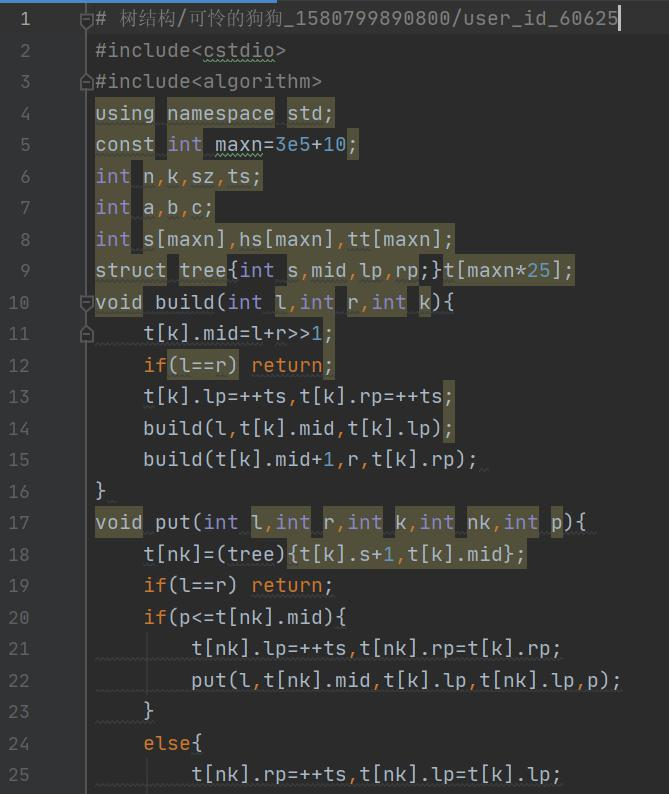 1 # 树结构/可怜的狗狗_1580799890800/user_id_60625
2 #include<cstdio>
3 #include<algorithm>
4 using namespace std;
5 const int maxn=3e5+10;
6 int n,k,sz,ts;
7 int a,b,c;
8 int s[maxn],hs[maxn],tt[maxn];
9 struct tree{int s,mid,lp,rp;}t[maxn*25];
10 void build(int l,int r,int k){
11     t[k].mid=l+r>>1;
12     if(l==r) return;
13     t[k].lp=++ts,t[k].rp=++ts;
14     build(l,t[k].mid,t[k].lp);
15     build(t[k].mid+1,r,t[k].rp);
16 }
17 void put(int l,int r,int k,int nk,int p){
18     t[nk]=(tree){t[k].s+1,t[k].mid};
19     if(l==r) return;
20     if(p<=t[nk].mid){
21         t[nk].lp=++ts,t[nk].rp=t[k].rp;
22         put(l,t[nk].mid,t[k].lp,t[nk].lp,p);
23     }
24     else{
25         t[nk].rp=++ts,t[nk].lp=t[k].lp;